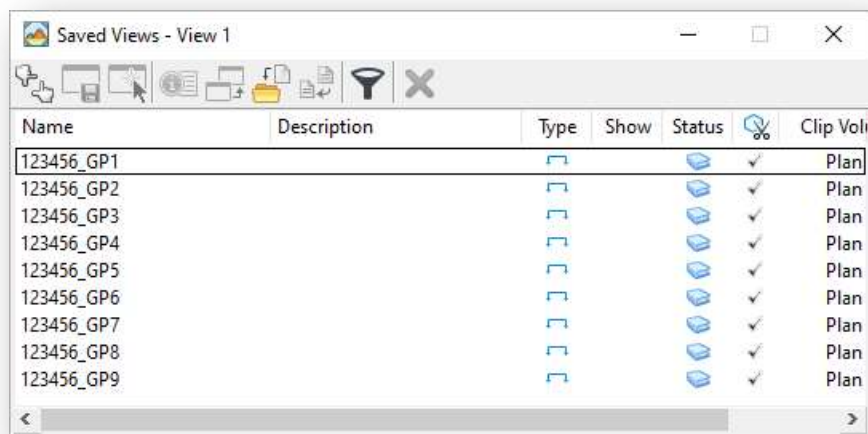 Saved Views - View 1
Name Description Type Show Status Clip Vol
123456_GP1 Plan
123456_GP2 Plan
123456_GP3 Plan
123456_GP4 Plan
123456_GP5 Plan
123456_GP6 Plan
123456_GP7 Plan
123456_GP8 Plan
123456_GP9 Plan